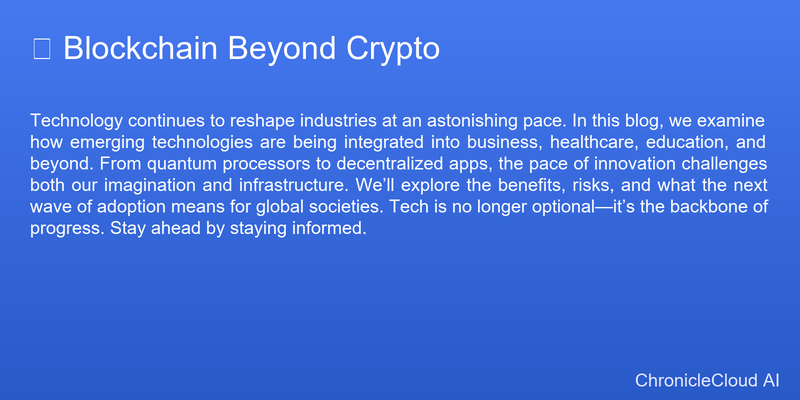 Blockchain Beyond Crypto
Technology continues to reshape industries at an astonishing pace. In this blog, we examine
how emerging technologies are being integrated into business, healthcare, education, and
beyond. From quantum processors to decentralized apps, the pace of innovation challenges
both our imagination and infrastructure. We’ll explore the benefits, risks, and what the next
wave of adoption means for global societies. Tech is no longer optional—it’s the backbone of
progress. Stay ahead by staying informed.
ChronicleCloud AI